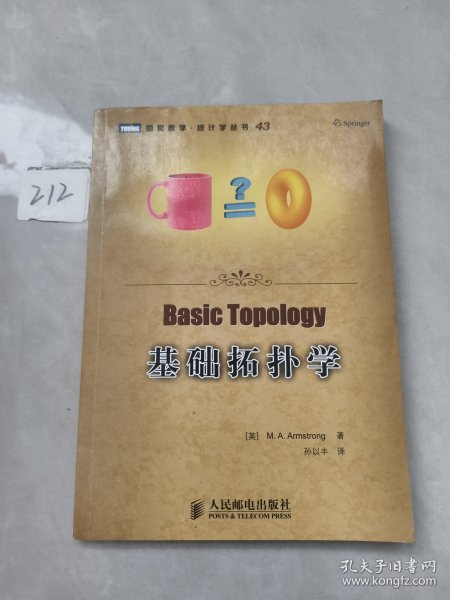 TURING 图灵数学·统计学丛书 43
Springer
212
?
=
Basic Topology
基础拓扑学
[英] M. A. Armstrong 著
孙以丰 译
人民邮电出版社
POSTS & TELECOM PRESS
孔夫子旧书网
www.kongfz.com